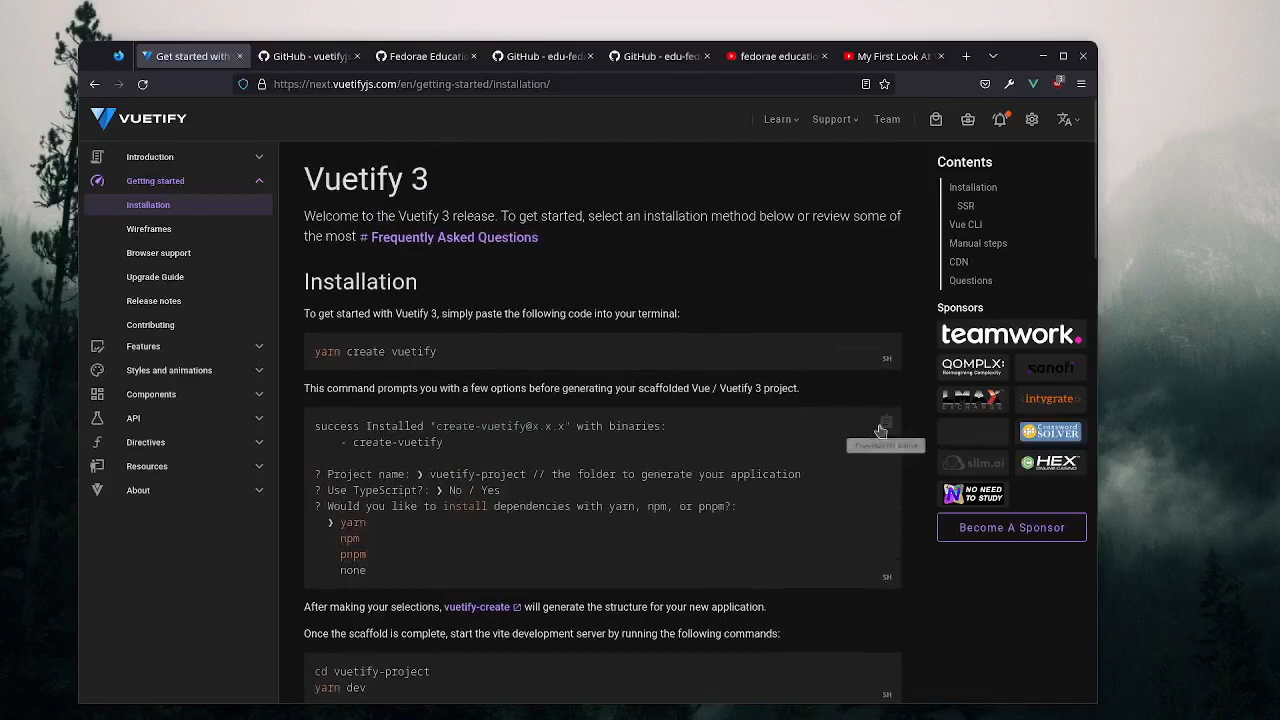 Get started with
GitHub - vuetifyjs
Fedorae Educatio
GitHub - edu-feda
GitHub - edu-feda
fedorae educatio
My First Look At V
https://next.vuetifyjs.com/en/getting-started/installation/
3
VUETIFY
Learn
Support
Team
Introduction
Getting started
Installation
Wireframes
Browser support
Upgrade Guide
Release notes
Contributing
Features
Styles and animations
Components
API
Directives
Resources
About
Vuetify 3
Welcome to the Vuetify 3 release. To get started, select an installation method below or review some of
the most # Frequently Asked Questions
Installation
To get started with Vuetify 3, simply paste the following code into your terminal:
yarn create vuetify
SH
This command prompts you with a few options before generating your scaffolded Vue / Vuetify 3 project.
success Installed "create-vuetify@x.x.x" with binaries:
- create-vuetify
? Project name: ❯ vuetify-project // the folder to generate your application
? Use TypeScript?: ❯ No / Yes
? Would you like to install dependencies with yarn, npm, or pnpm?:
❯ yarn
npm
pnpm
none
SH
After making your selections, vuetify-create will generate the structure for your new application.
Once the scaffold is complete, start the vite development server by running the following commands:
cd vuetify-project
yarn dev
SH
Contents
Installation
SSR
Vue CLI
Manual steps
CDN
Questions
Sponsors
teamwork.
QOMPLX:
Reimagining Complexity
sanofi
LMAX
EXCHANGE
intygrate
Crossword
SOLVER
slim.ai
HEX
ONLINE CASINO
NO NEED
TO STUDY
Become A Sponsor